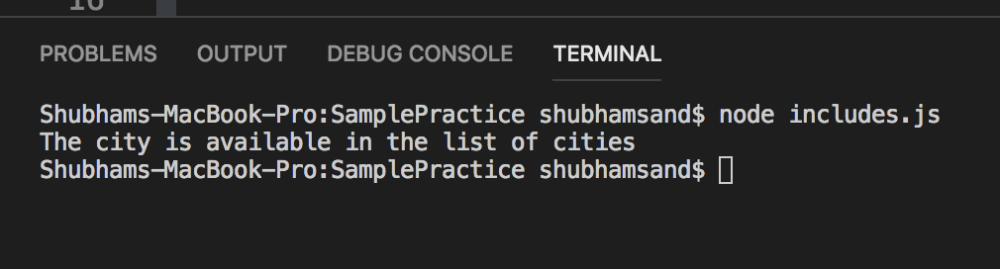 16
PROBLEMS OUTPUT DEBUG CONSOLE TERMINAL
Shubhams-MacBook-Pro:SamplePractice shubhamsand$ node includes.js
The city is available in the list of cities
Shubhams-MacBook-Pro:SamplePractice shubhamsand$